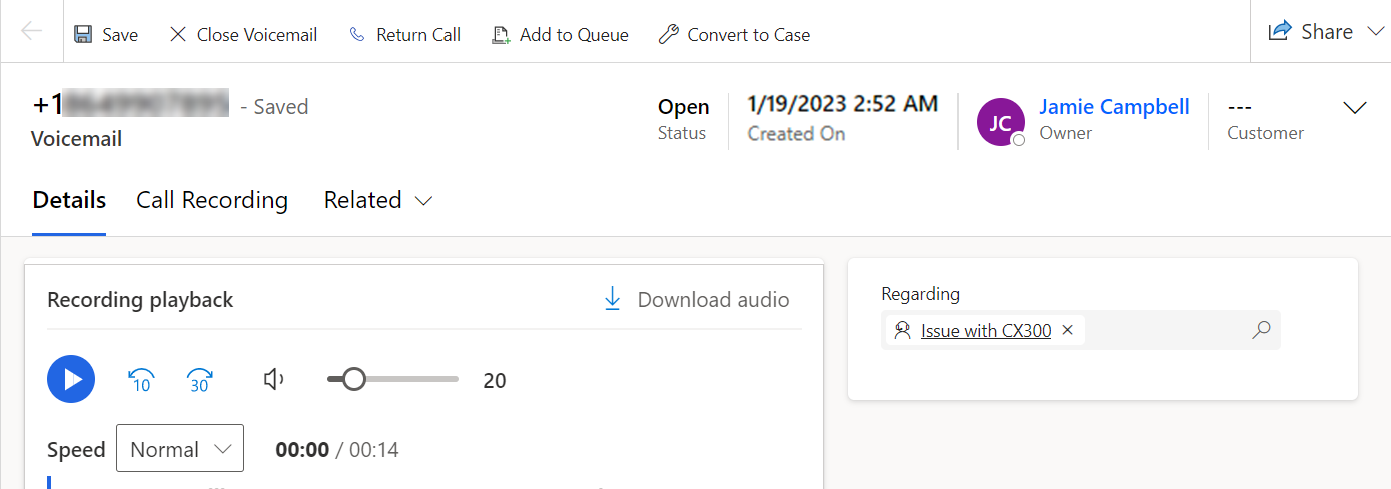 Save Close Voicemail Return Call Add to Queue Convert to Case Share
+1 - Saved
Voicemail
Open
Status
1/19/2023 2:52 AM
Created On
JC
Jamie Campbell
Owner
---
Customer
Details Call Recording Related
Recording playback Download audio
10 30 20
Speed Normal 00:00 / 00:14
Regarding
Issue with CX300